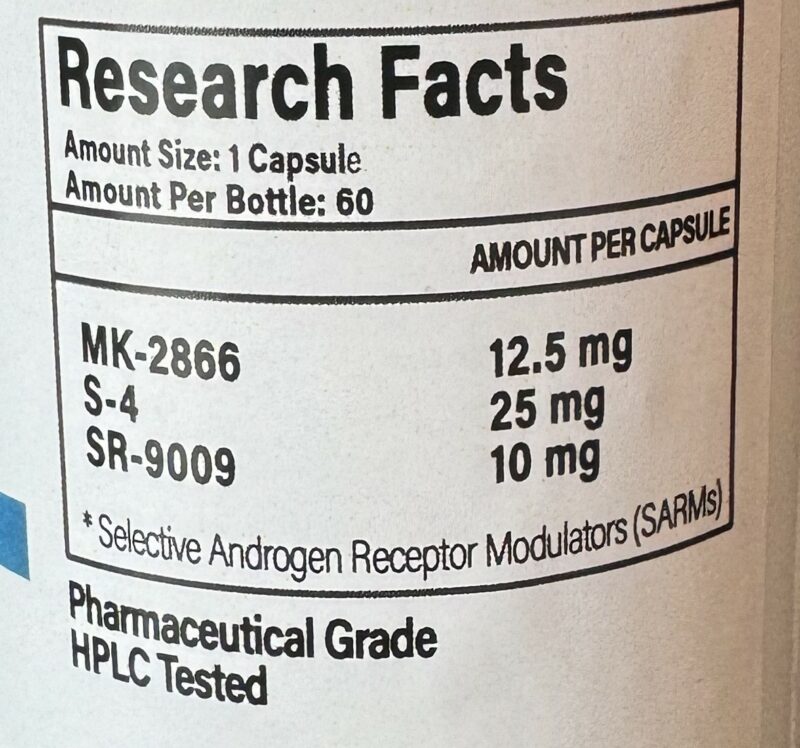 Research Facts
Amount Size: 1 Capsule
Amount Per Bottle: 60
AMOUNT PER CAPSULE
MK-2866 12.5 mg
S-4 25 mg
SR-9009 10 mg
* Selective Androgen Receptor Modulators (SARMs)
Pharmaceutical Grade
HPLC Tested